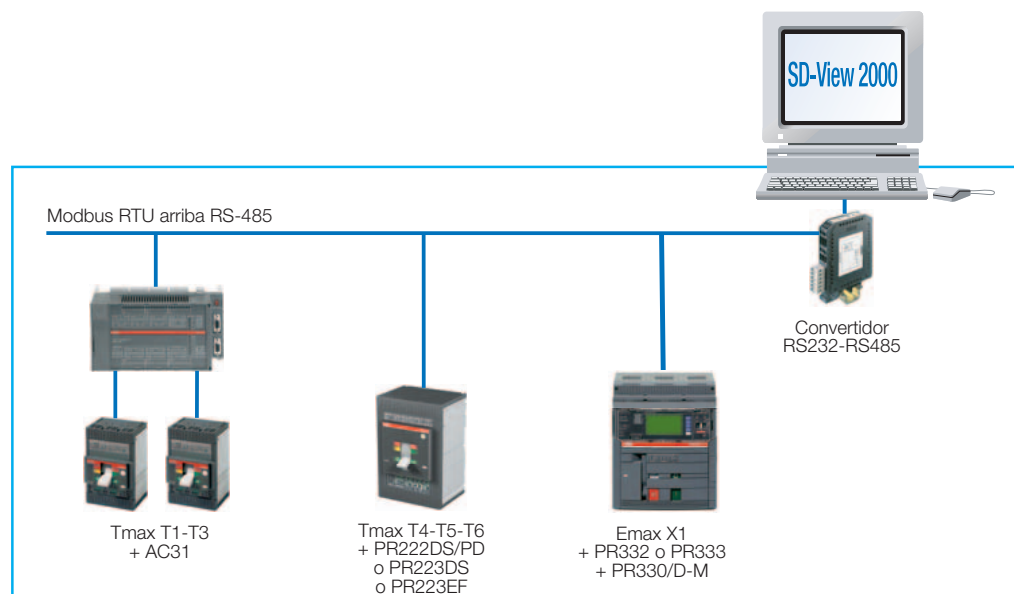 SD-View 2000
Modbus RTU arriba RS-485
Convertidor
RS232-RS485
Tmax T1-T3
+ AC31
Tmax T4-T5-T6
+ PR222DS/PD
o PR223DS
o PR223EF
Emax X1
+ PR332 o PR333
+ PR330/D-M